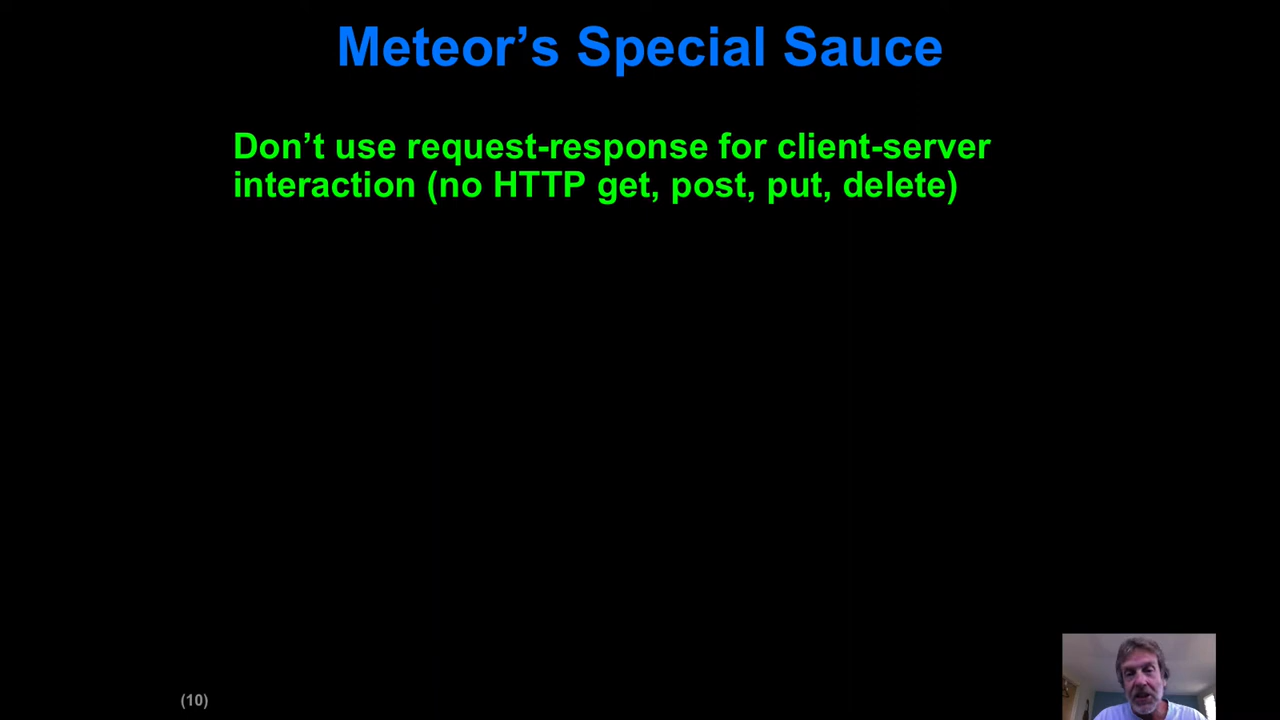 Meteor’s Special Sauce
Don’t use request-response for client-server
interaction (no HTTP get, post, put, delete)
(10)